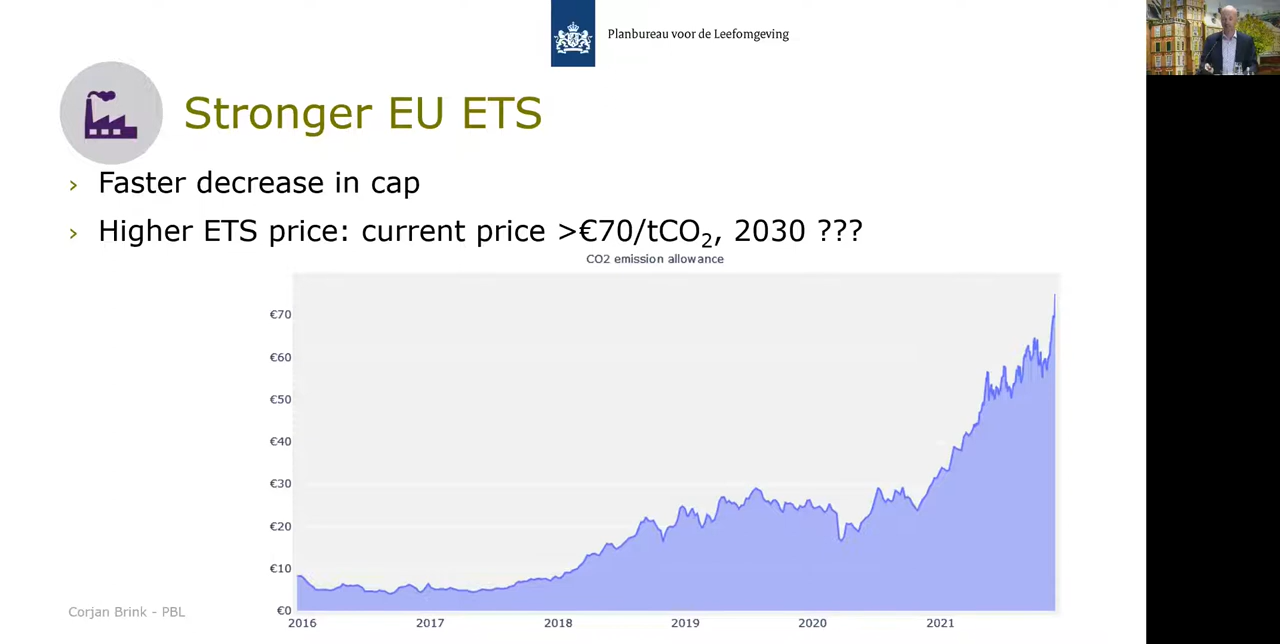 Planbureau voor de Leefomgeving
Stronger EU ETS
› Faster decrease in cap
› Higher ETS price: current price >€70/tCO₂, 2030 ???
CO2 emission allowance
€70
€60
€50
€40
€30
€20
€10
€0
2016 2017 2018 2019 2020 2021
Corjan Brink - PBL